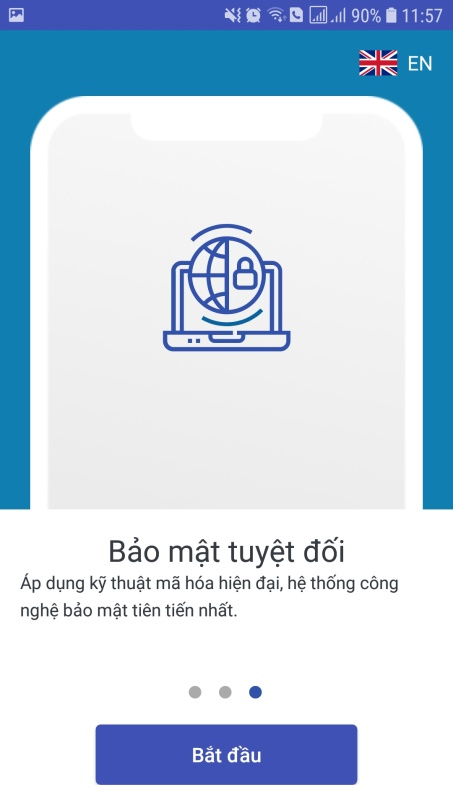 90% 11:57
EN
Bảo mật tuyệt đối
Áp dụng kỹ thuật mã hóa hiện đại, hệ thống công
nghệ bảo mật tiên tiến nhất.
Bắt đầu